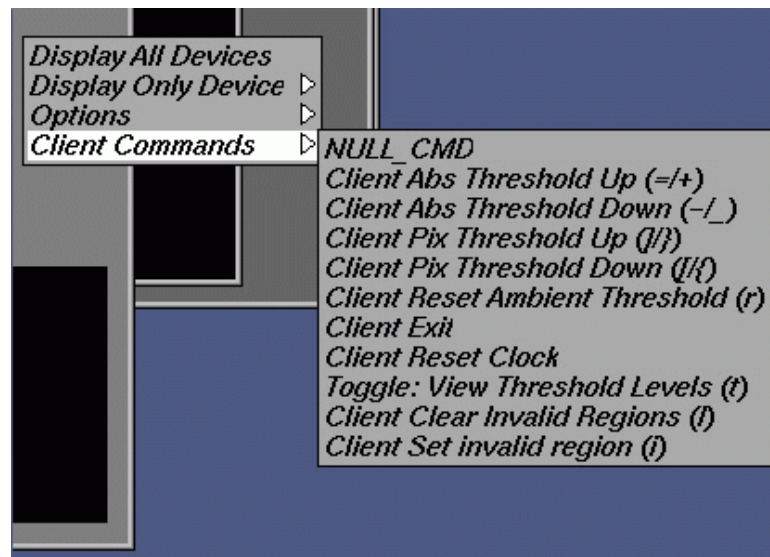 Display All Devices
Display Only Device
Options
Client Commands
NULL_CMD
Client Abs Threshold Up (=/+)
Client Abs Threshold Down (-/_)
Client Pix Threshold Up (]/})
Client Pix Threshold Down ([/{)
Client Reset Ambient Threshold (r)
Client Exit
Client Reset Clock
Toggle: View Threshold Levels (t)
Client Clear Invalid Regions (I)
Client Set invalid region (i)